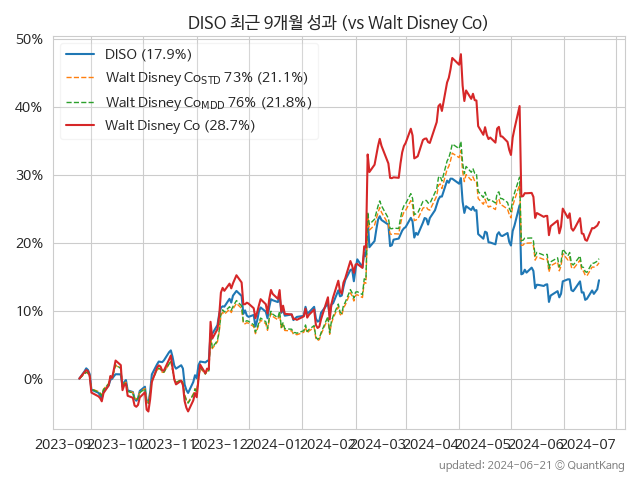 DISO 최근 9개월 성과 (vs Walt Disney Co)
DISO (17.9%)
Walt Disney CoSTD 73% (21.1%)
Walt Disney CoMDD 76% (21.8%)
Walt Disney Co (28.7%)
50%
40%
30%
20%
10%
0%
2023-09 2023-10 2023-11 2023-12 2024-01 2024-02 2024-03 2024-04 2024-05 2024-06 2024-07
updated: 2024-06-21 © QuantKang